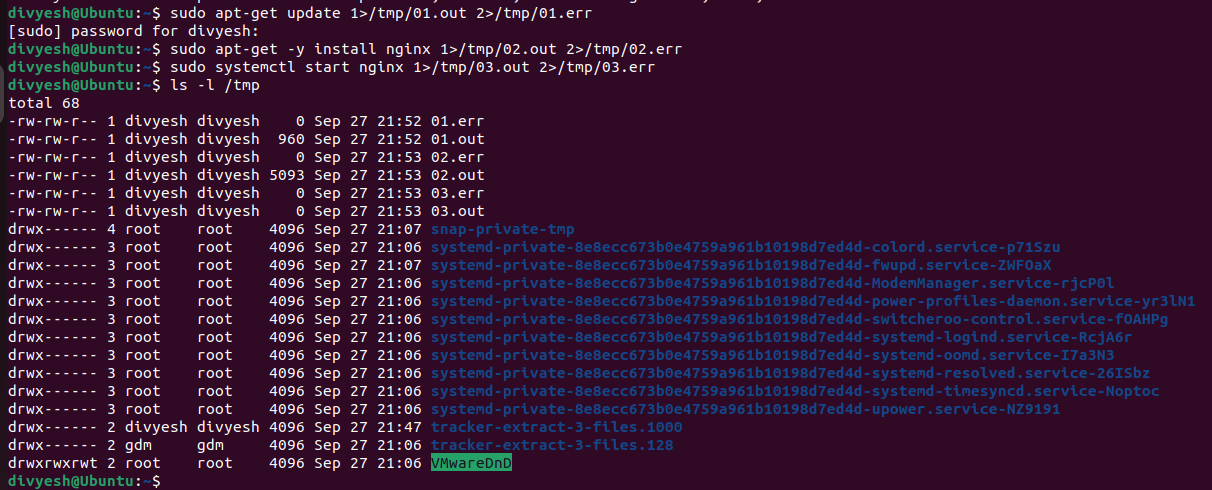 divyesh@Ubuntu:~$ sudo apt-get update 1>/tmp/01.out 2>/tmp/01.err
[sudo] password for divyesh:
divyesh@Ubuntu:~$ sudo apt-get -y install nginx 1>/tmp/02.out 2>/tmp/02.err
divyesh@Ubuntu:~$ sudo systemctl start nginx 1>/tmp/03.out 2>/tmp/03.err
divyesh@Ubuntu:~$ ls -l /tmp
total 68
-rw-rw-r-- 1 divyesh divyesh    0 Sep 27 21:52 01.err
-rw-rw-r-- 1 divyesh divyesh  960 Sep 27 21:52 01.out
-rw-rw-r-- 1 divyesh divyesh    0 Sep 27 21:53 02.err
-rw-rw-r-- 1 divyesh divyesh 5093 Sep 27 21:53 02.out
-rw-rw-r-- 1 divyesh divyesh    0 Sep 27 21:53 03.err
-rw-rw-r-- 1 divyesh divyesh    0 Sep 27 21:53 03.out
drwx------ 4 root    root    4096 Sep 27 21:07 snap-private-tmp
drwx------ 3 root    root    4096 Sep 27 21:06 systemd-private-8e8ecc673b0e4759a961b10198d7ed4d-colord.service-p71Szu
drwx------ 3 root    root    4096 Sep 27 21:07 systemd-private-8e8ecc673b0e4759a961b10198d7ed4d-fwupd.service-ZWFOaX
drwx------ 3 root    root    4096 Sep 27 21:06 systemd-private-8e8ecc673b0e4759a961b10198d7ed4d-ModemManager.service-rjcP0l
drwx------ 3 root    root    4096 Sep 27 21:06 systemd-private-8e8ecc673b0e4759a961b10198d7ed4d-power-profiles-daemon.service-yr3lN1
drwx------ 3 root    root    4096 Sep 27 21:06 systemd-private-8e8ecc673b0e4759a961b10198d7ed4d-switcheroo-control.service-fOAHPg
drwx------ 3 root    root    4096 Sep 27 21:06 systemd-private-8e8ecc673b0e4759a961b10198d7ed4d-systemd-logind.service-RcjA6r
drwx------ 3 root    root    4096 Sep 27 21:06 systemd-private-8e8ecc673b0e4759a961b10198d7ed4d-systemd-oomd.service-I7a3N3
drwx------ 3 root    root    4096 Sep 27 21:06 systemd-private-8e8ecc673b0e4759a961b10198d7ed4d-systemd-resolved.service-26ISbz
drwx------ 3 root    root    4096 Sep 27 21:06 systemd-private-8e8ecc673b0e4759a961b10198d7ed4d-systemd-timesyncd.service-Noptoc
drwx------ 3 root    root    4096 Sep 27 21:06 systemd-private-8e8ecc673b0e4759a961b10198d7ed4d-upower.service-NZ9191
drwx------ 2 divyesh divyesh 4096 Sep 27 21:47 tracker-extract-3-files.1000
drwx------ 2 gdm     gdm     4096 Sep 27 21:06 tracker-extract-3-files.128
drwxrwxrwt 2 root    root    4096 Sep 27 21:06 VMwareDnD
divyesh@Ubuntu:~$